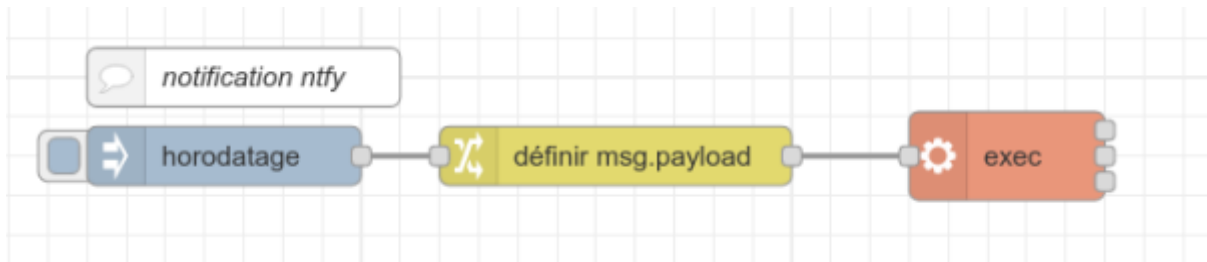 notification ntfy
horodatage
définir msg.payload
exec